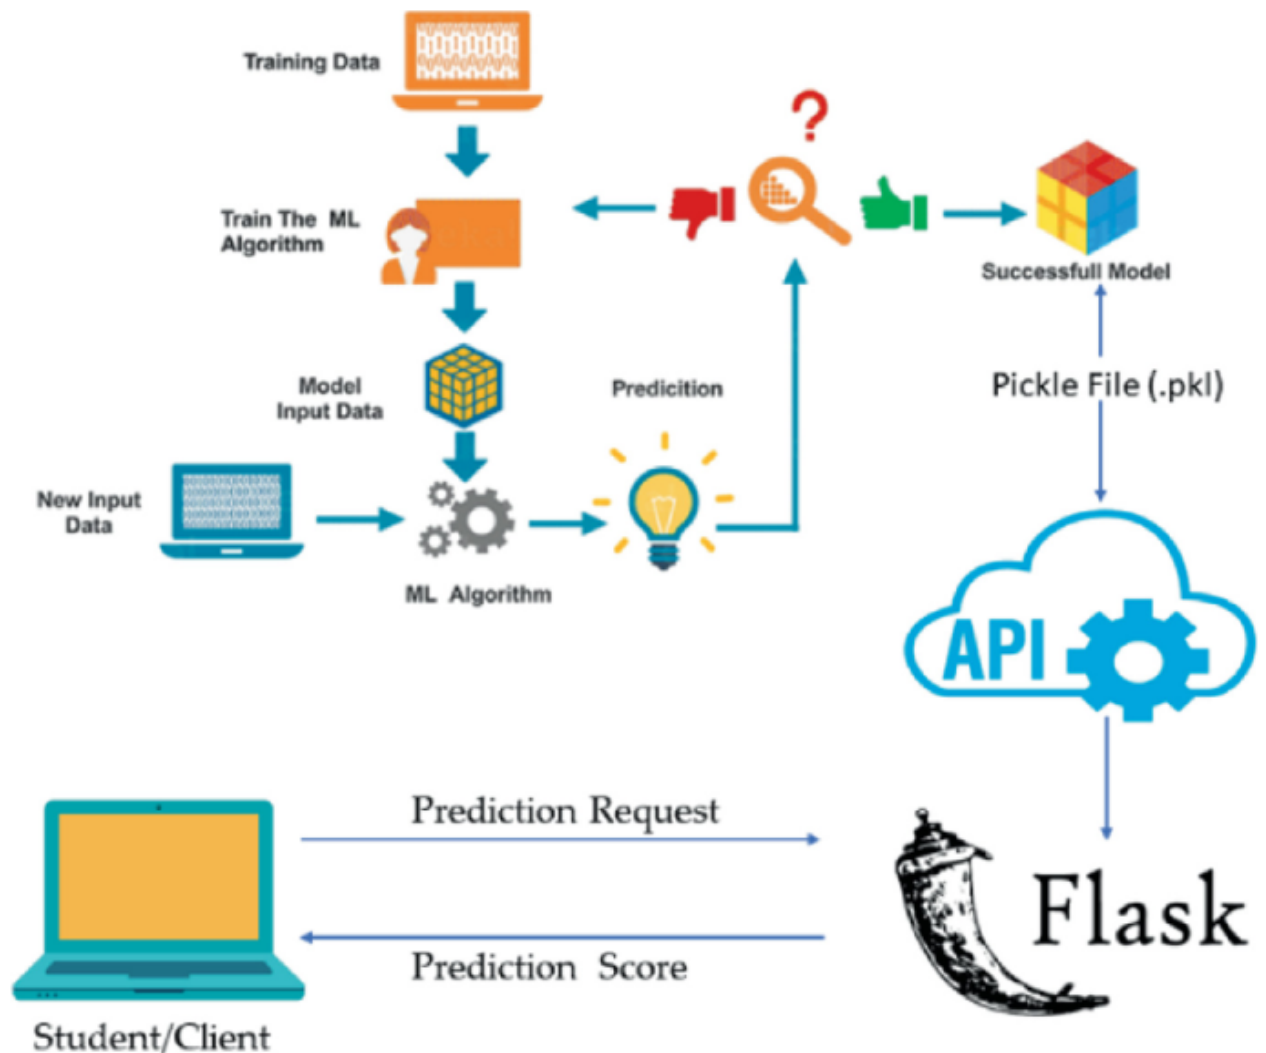 Training Data
?
Train The ML
Algorithm
Successfull Model
Model
Input Data
Predicition
Pickle File (.pkl)
New Input
Data
ML Algorithm
API
Prediction Request
Flask
Prediction Score
Student/Client